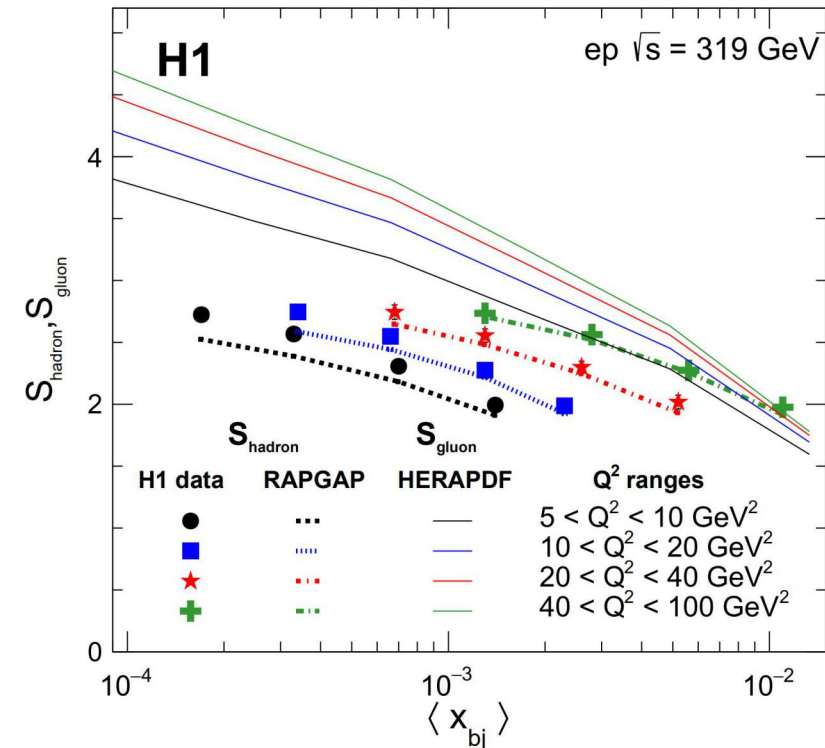 H1
ep √s = 319 GeV
S_hadron, S_gluon
4
2
0
S_hadron S_gluon
H1 data RAPGAP HERAPDF Q² ranges
5 < Q² < 10 GeV²
10 < Q² < 20 GeV²
20 < Q² < 40 GeV²
40 < Q² < 100 GeV²
10⁻⁴ 10⁻³ 10⁻²
⟨ x_bj ⟩